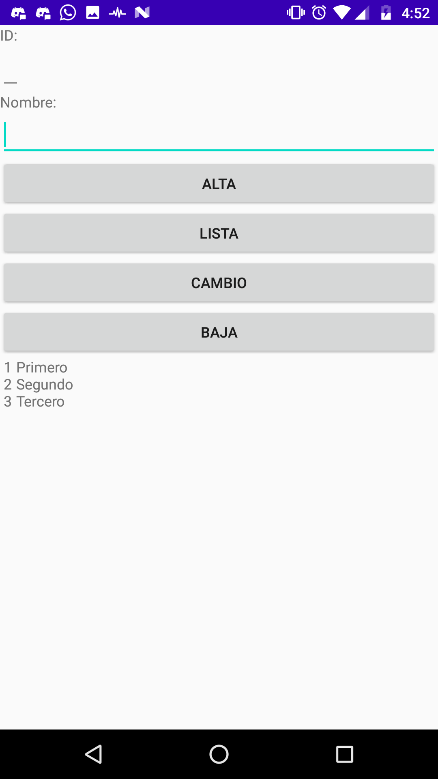 4:52
ID:
Nombre:
ALTA
LISTA
CAMBIO
BAJA
1 Primero
2 Segundo
3 Tercero